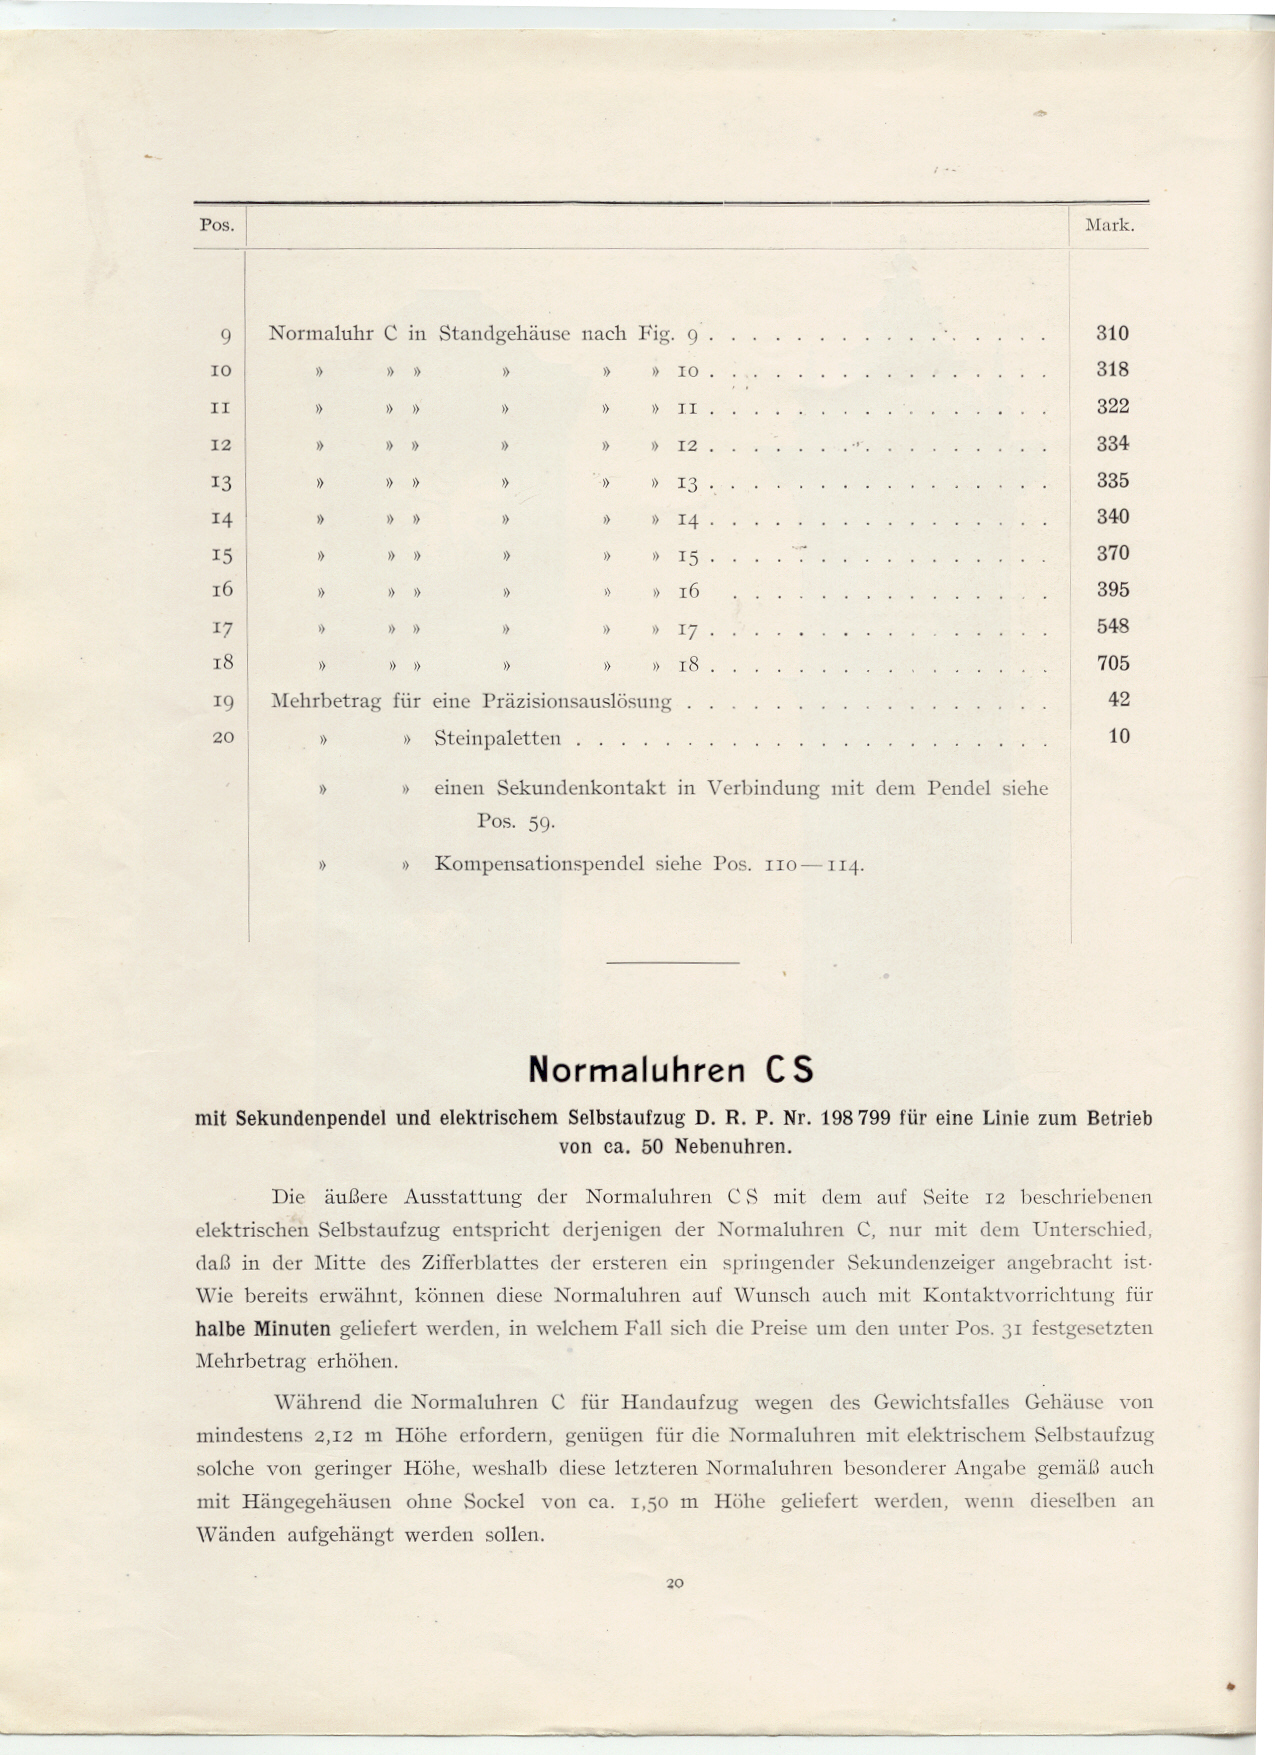 Pos. Mark.
9 Normaluhr C in Standgehäuse nach Fig. 9 . . . . . . . . . . . . . . . . 310
10 » » » » » » 10 . . . . . . . . . . . . . . . . 318
11 » » » » » » 11 . . . . . . . . . . . . . . . . 322
12 » » » » » » 12 . . . . . . . . . . . . . . . . 334
13 » » » » » » 13 . . . . . . . . . . . . . . . . 335
14 » » » » » » 14 . . . . . . . . . . . . . . . . 340
15 » » » » » » 15 . . . . . . . . . . . . . . . . 370
16 » » » » » » 16 . . . . . . . . . . . . . . . 395
17 » » » » » » 17 . . . . . . . . . . . . . . . . 548
18 » » » » » » 18 . . . . . . . . . . . . . . . . 705
19 Mehrbetrag für eine Präzisionsauslösung . . . . . . . . . . . . . . . . . 42
20 » » Steinpaletten . . . . . . . . . . . . . . . . . . . . . . 10
» » einen Sekundenkontakt in Verbindung mit dem Pendel siehe
Pos. 59.
» » Kompensationspendel siehe Pos. 110—114.
Normaluhren CS
mit Sekundenpendel und elektrischem Selbstaufzug D. R. P. Nr. 198 799 für eine Linie zum Betrieb
von ca. 50 Nebenuhren.
Die äußere Ausstattung der Normaluhren C S mit dem auf Seite 12 beschriebenen
elektrischen Selbstaufzug entspricht derjenigen der Normaluhren C, nur mit dem Unterschied,
daß in der Mitte des Zifferblattes der ersteren ein springender Sekundenzeiger angebracht ist.
Wie bereits erwähnt, können diese Normaluhren auf Wunsch auch mit Kontaktvorrichtung für
halbe Minuten geliefert werden, in welchem Fall sich die Preise um den unter Pos. 31 festgesetzten
Mehrbetrag erhöhen.
Während die Normaluhren C für Handaufzug wegen des Gewichtsfalles Gehäuse von
mindestens 2,12 m Höhe erfordern, genügen für die Normaluhren mit elektrischem Selbstaufzug
solche von geringer Höhe, weshalb diese letzteren Normaluhren besonderer Angabe gemäß auch
mit Hängegehäusen ohne Sockel von ca. 1,50 m Höhe geliefert werden, wenn dieselben an
Wänden aufgehängt werden sollen.
20